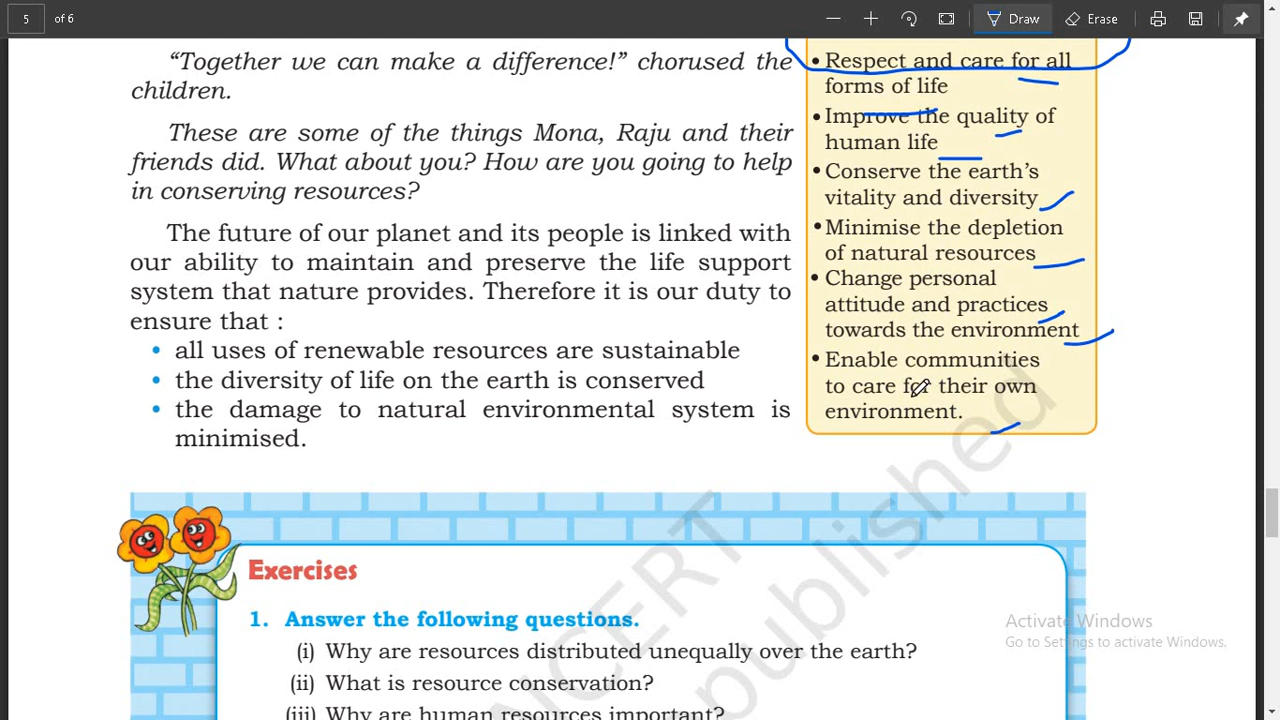 5 of 6
Draw
Erase
“Together we can make a difference!” chorused the
children.
These are some of the things Mona, Raju and their
friends did. What about you? How are you going to help
in conserving resources?
The future of our planet and its people is linked with
our ability to maintain and preserve the life support
system that nature provides. Therefore it is our duty to
ensure that :
• all uses of renewable resources are sustainable
• the diversity of life on the earth is conserved
• the damage to natural environmental system is
minimised.
• Respect and care for all
forms of life
• Improve the quality of
human life
• Conserve the earth’s
vitality and diversity
• Minimise the depletion
of natural resources
• Change personal
attitude and practices
towards the environment
• Enable communities
to care for their own
environment.
Exercises
1. Answer the following questions.
(i) Why are resources distributed unequally over the earth?
(ii) What is resource conservation?
(iii) Why are human resources important?
NCERT
published
Activate Windows
Go to Settings to activate Windows.